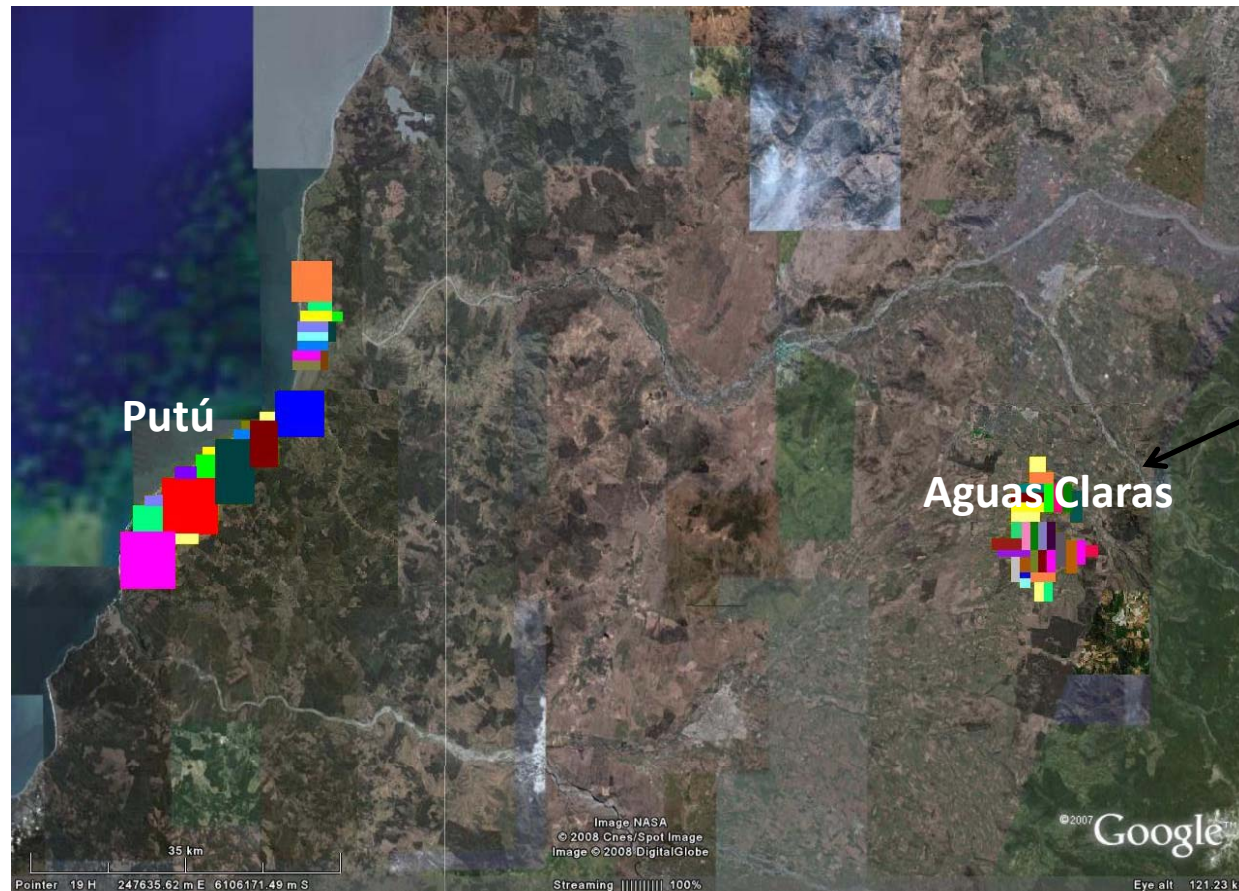 Putú
Aguas Claras
Image NASA
© 2008 Cnes/Spot Image
Image © 2008 DigitalGlobe
©2007 Google™
35 km
Pointer 19 H 247635.62 m E 6106171.49 m S
Streaming |||||||||| 100%
Eye alt 121.23 k